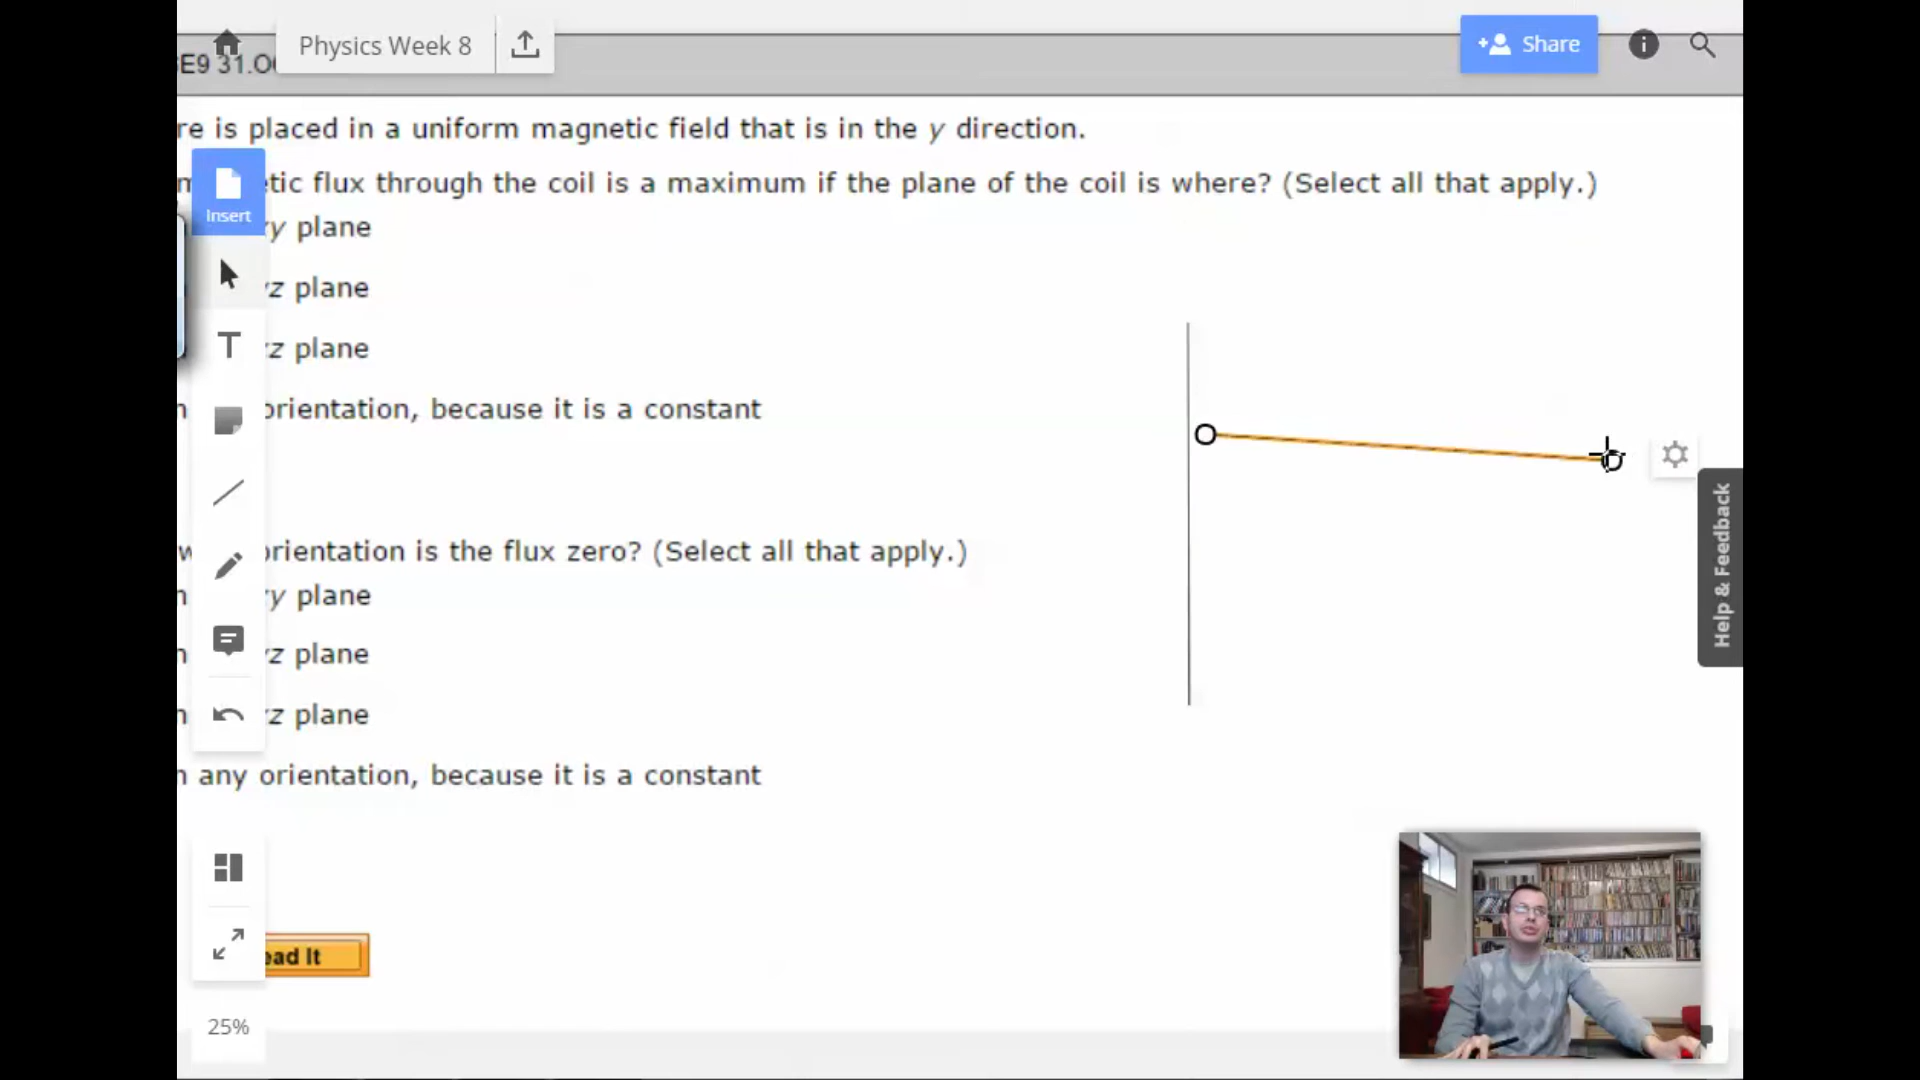 Physics Week 8
Share
E9 31.O
re is placed in a uniform magnetic field that is in the y direction.
etic flux through the coil is a maximum if the plane of the coil is where? (Select all that apply.)
Insert
y plane
z plane
z plane
orientation, because it is a constant
orientation is the flux zero? (Select all that apply.)
y plane
z plane
z plane
n any orientation, because it is a constant
Help & Feedback
ead It
25%